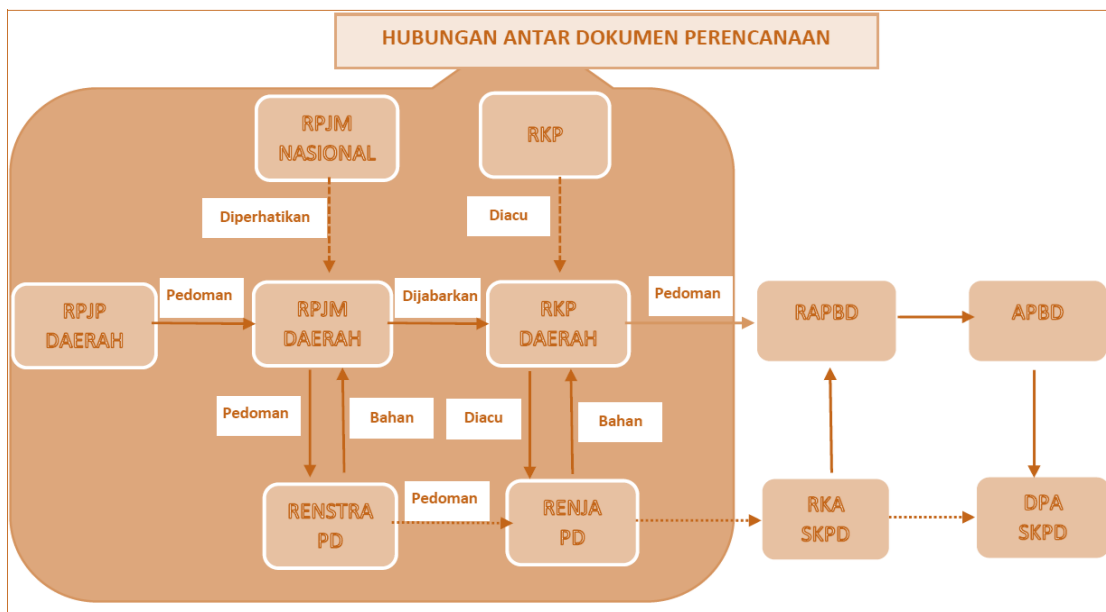 HUBUNGAN ANTAR DOKUMEN PERENCANAAN
RPJM
NASIONAL
RKP
Diperhatikan
Diacu
RPJP
DAERAH
Pedoman
RPJM
DAERAH
Dijabarkan
RKP
DAERAH
Pedoman
RAPBD
APBD
Pedoman
Bahan
Diacu
Bahan
RENSTRA
PD
Pedoman
RENJA
PD
RKA
SKPD
DPA
SKPD